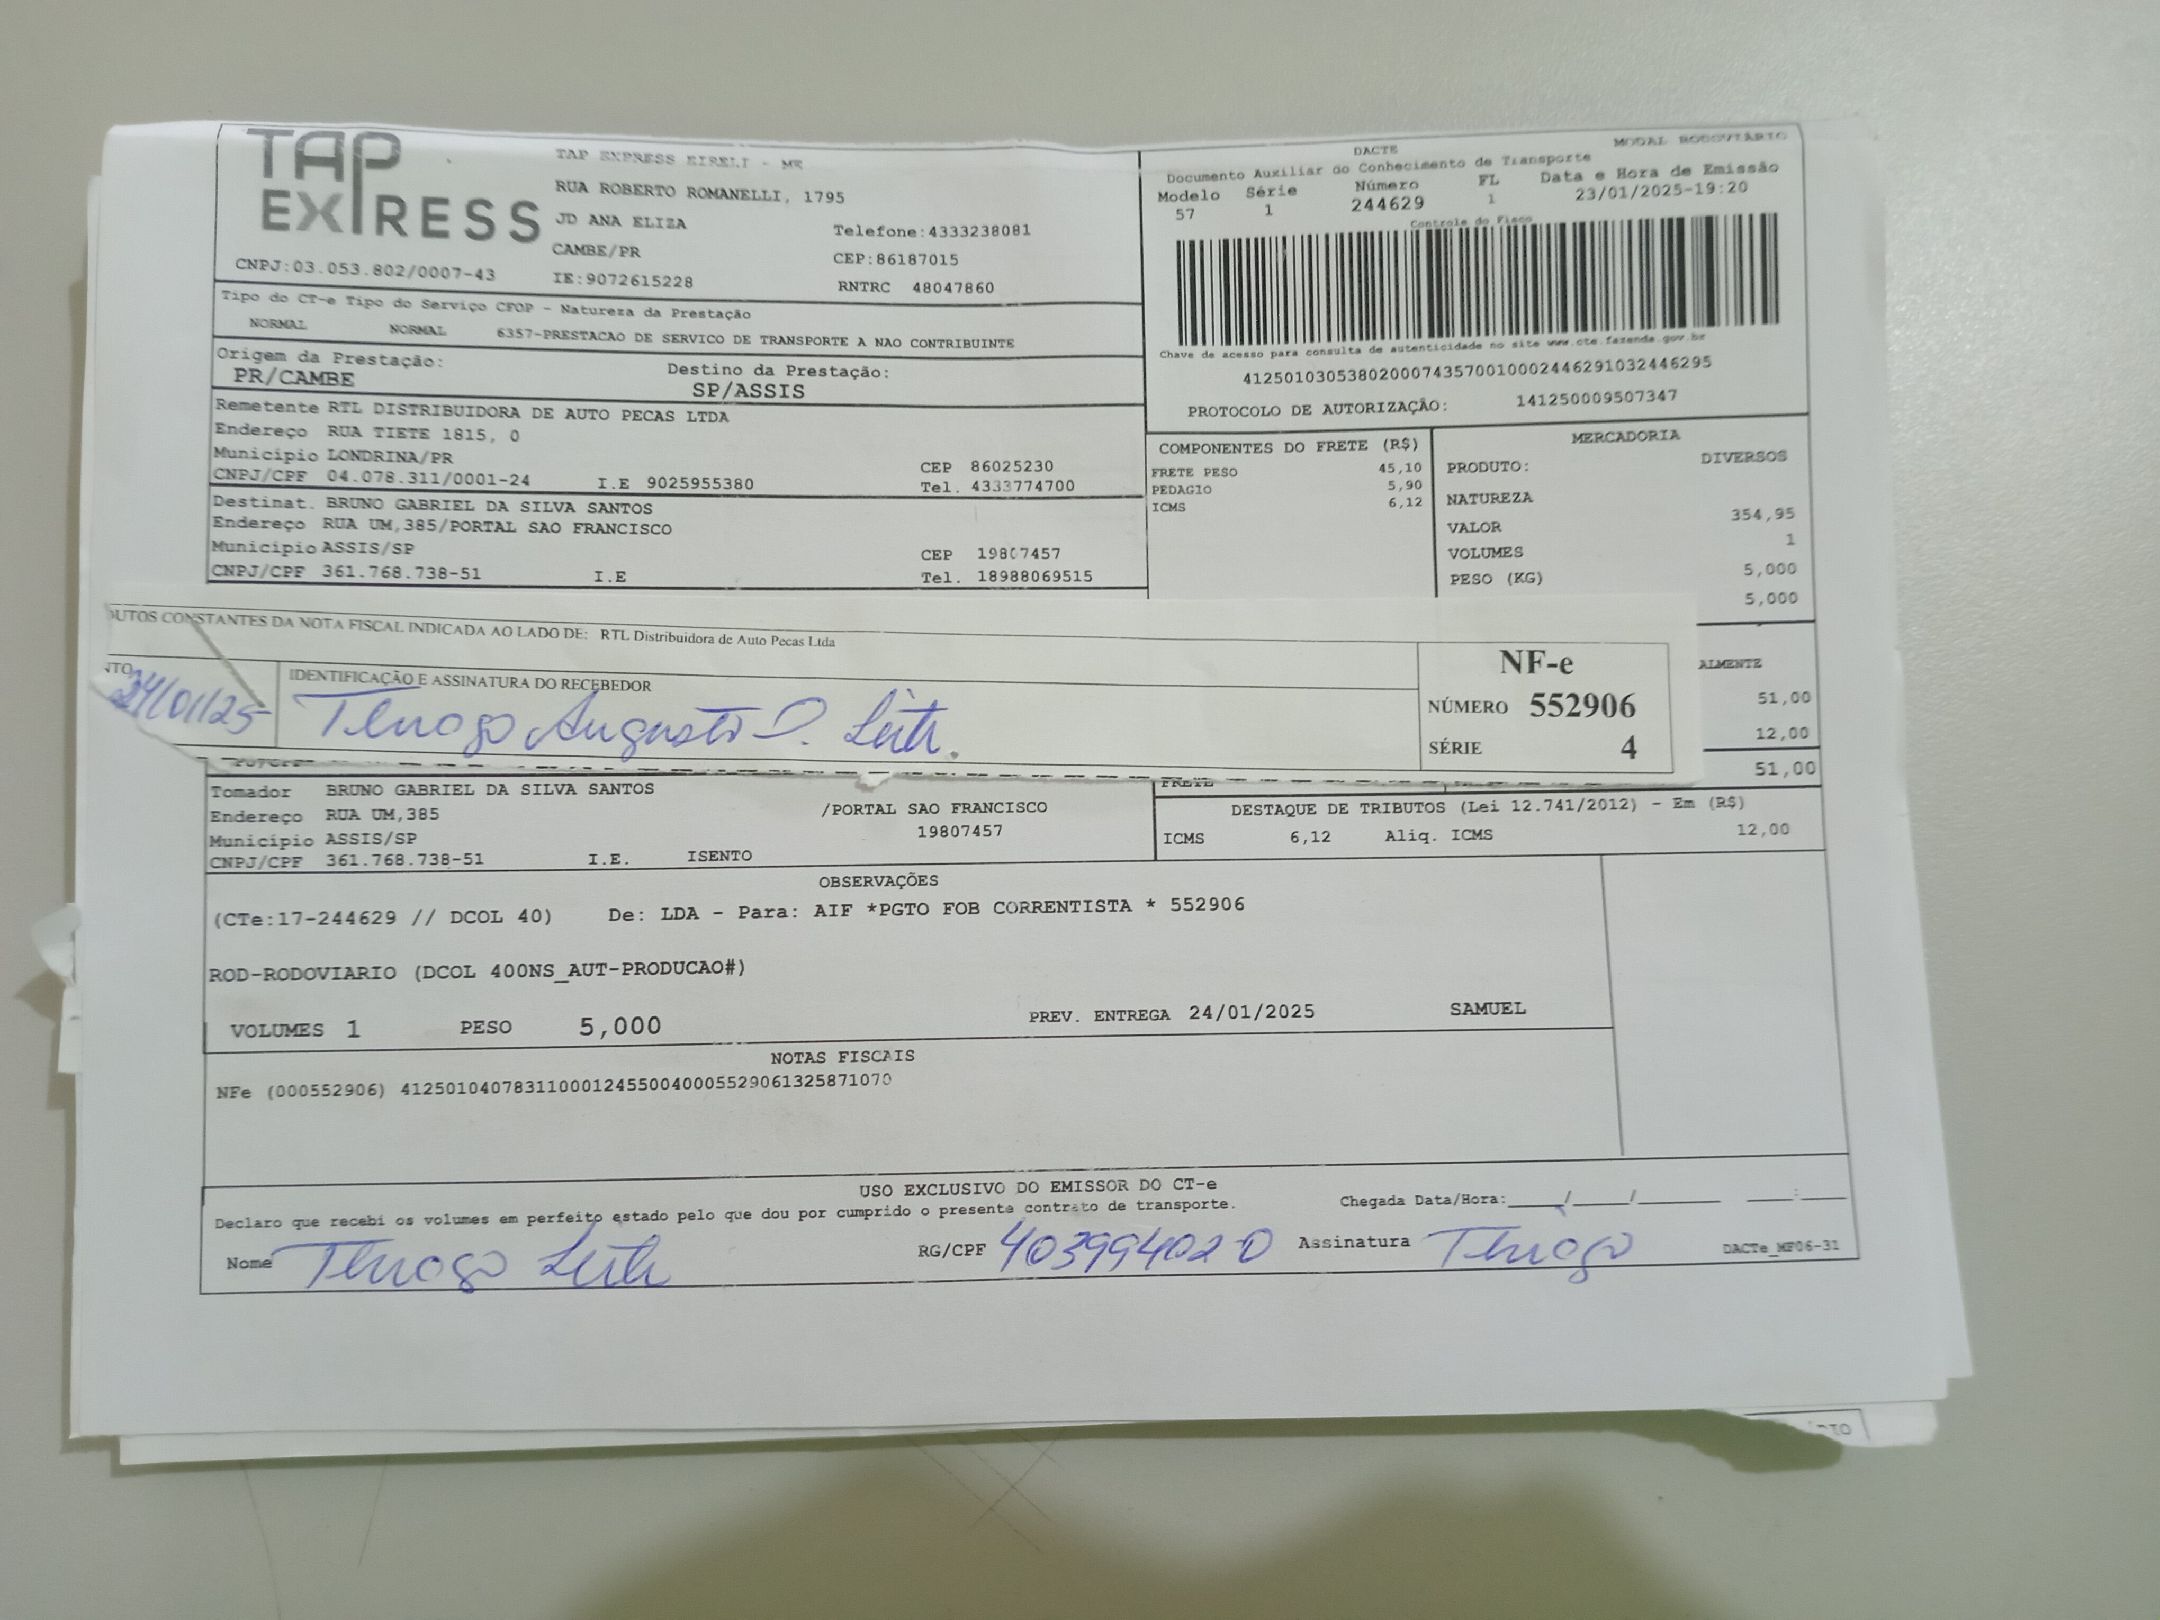 TAP EXPRESS
TAP EXPRESS EIRELI - ME
RUA ROBERTO ROMANELLI, 1795
JD ANA ELIZA
Telefone:4333238081
CAMBE/PR
CEP:86187015
CNPJ:03.053.802/0007-43
IE:9072615228
RNTRC 48047860
DACTE
MODAL RODOVIÁRIO
Documento Auxiliar do Conhecimento de Transporte
Modelo Série Número FL Data e Hora de Emissão
57 1 244629 1 23/01/2025-19:20
Controle do Fisco
Chave de acesso para consulta de autenticidade no site www.cte.fazenda.gov.br
41250103053802000743570010002446291032446295
PROTOCOLO DE AUTORIZAÇÃO: 141250009507347
Tipo do CT-e Tipo do Serviço CFOP - Natureza da Prestação
NORMAL NORMAL 6357-PRESTACAO DE SERVICO DE TRANSPORTE A NAO CONTRIBUINTE
Origem da Prestação: Destino da Prestação:
PR/CAMBE SP/ASSIS
Remetente RTL DISTRIBUIDORA DE AUTO PECAS LTDA
Endereço RUA TIETE 1815, 0
Município LONDRINA/PR CEP 86025230
CNPJ/CPF 04.078.311/0001-24 I.E 9025955380 Tel. 4333774700
Destinat. BRUNO GABRIEL DA SILVA SANTOS
Endereço RUA UM,385/PORTAL SAO FRANCISCO
Município ASSIS/SP CEP 19807457
CNPJ/CPF 361.768.738-51 I.E Tel. 18988069515
COMPONENTES DO FRETE (R$)
FRETE PESO 45,10
PEDAGIO 5,90
ICMS 6,12
MERCADORIA
PRODUTO: DIVERSOS
NATUREZA
VALOR 354,95
VOLUMES 1
PESO (KG) 5,000
5,000
ALMENTE
51,00
12,00
51,00
DUTOS CONSTANTES DA NOTA FISCAL INDICADA AO LADO DE: RTL Distribuidora de Auto Pecas Ltda
NTO
24/01/25
IDENTIFICAÇÃO E ASSINATURA DO RECEBEDOR
Thiago Augusto D. Leite.
NF-e
NÚMERO 552906
SÉRIE 4
FRETE
Tomador BRUNO GABRIEL DA SILVA SANTOS
Endereço RUA UM,385 /PORTAL SAO FRANCISCO
Município ASSIS/SP 19807457
CNPJ/CPF 361.768.738-51 I.E. ISENTO
DESTAQUE DE TRIBUTOS (Lei 12.741/2012) - Em (R$)
ICMS 6,12 Aliq. ICMS 12,00
OBSERVAÇÕES
(CTe:17-244629 // DCOL 40) De: LDA - Para: AIF *PGTO FOB CORRENTISTA * 552906
ROD-RODOVIARIO (DCOL 400NS_AUT-PRODUCAO#)
VOLUMES 1 PESO 5,000 PREV. ENTREGA 24/01/2025 SAMUEL
NOTAS FISCAIS
NFe (000552906) 41250104078311000124550040005529061325871070
USO EXCLUSIVO DO EMISSOR DO CT-e
Declaro que recebi os volumes em perfeito estado pelo que dou por cumprido o presente contrato de transporte.
Chegada Data/Hora:____/____/______ ____:____
Nome Thiago Leite RG/CPF 403994020 Assinatura Thiago
DACTe_MF06-31